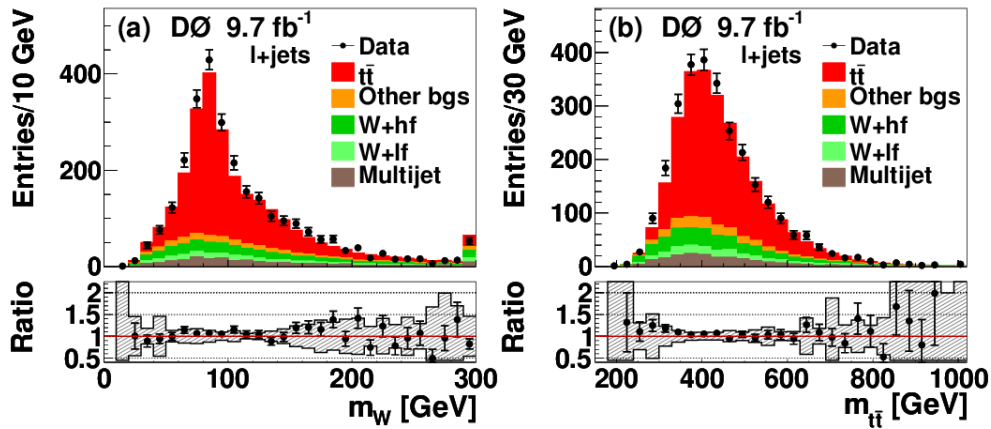 (a) DØ 9.7 fb⁻¹
l+jets
Data
tt̄
Other bgs
W+hf
W+lf
Multijet
Entries/10 GeV
400
200
0
Ratio
2
1.5
1
0.5
0 100 200 300
m_W [GeV]
(b) DØ 9.7 fb⁻¹
l+jets
Data
tt̄
Other bgs
W+hf
W+lf
Multijet
Entries/30 GeV
400
300
200
100
0
Ratio
2
1.5
1
0.5
200 400 600 800 1000
m_tt̄ [GeV]